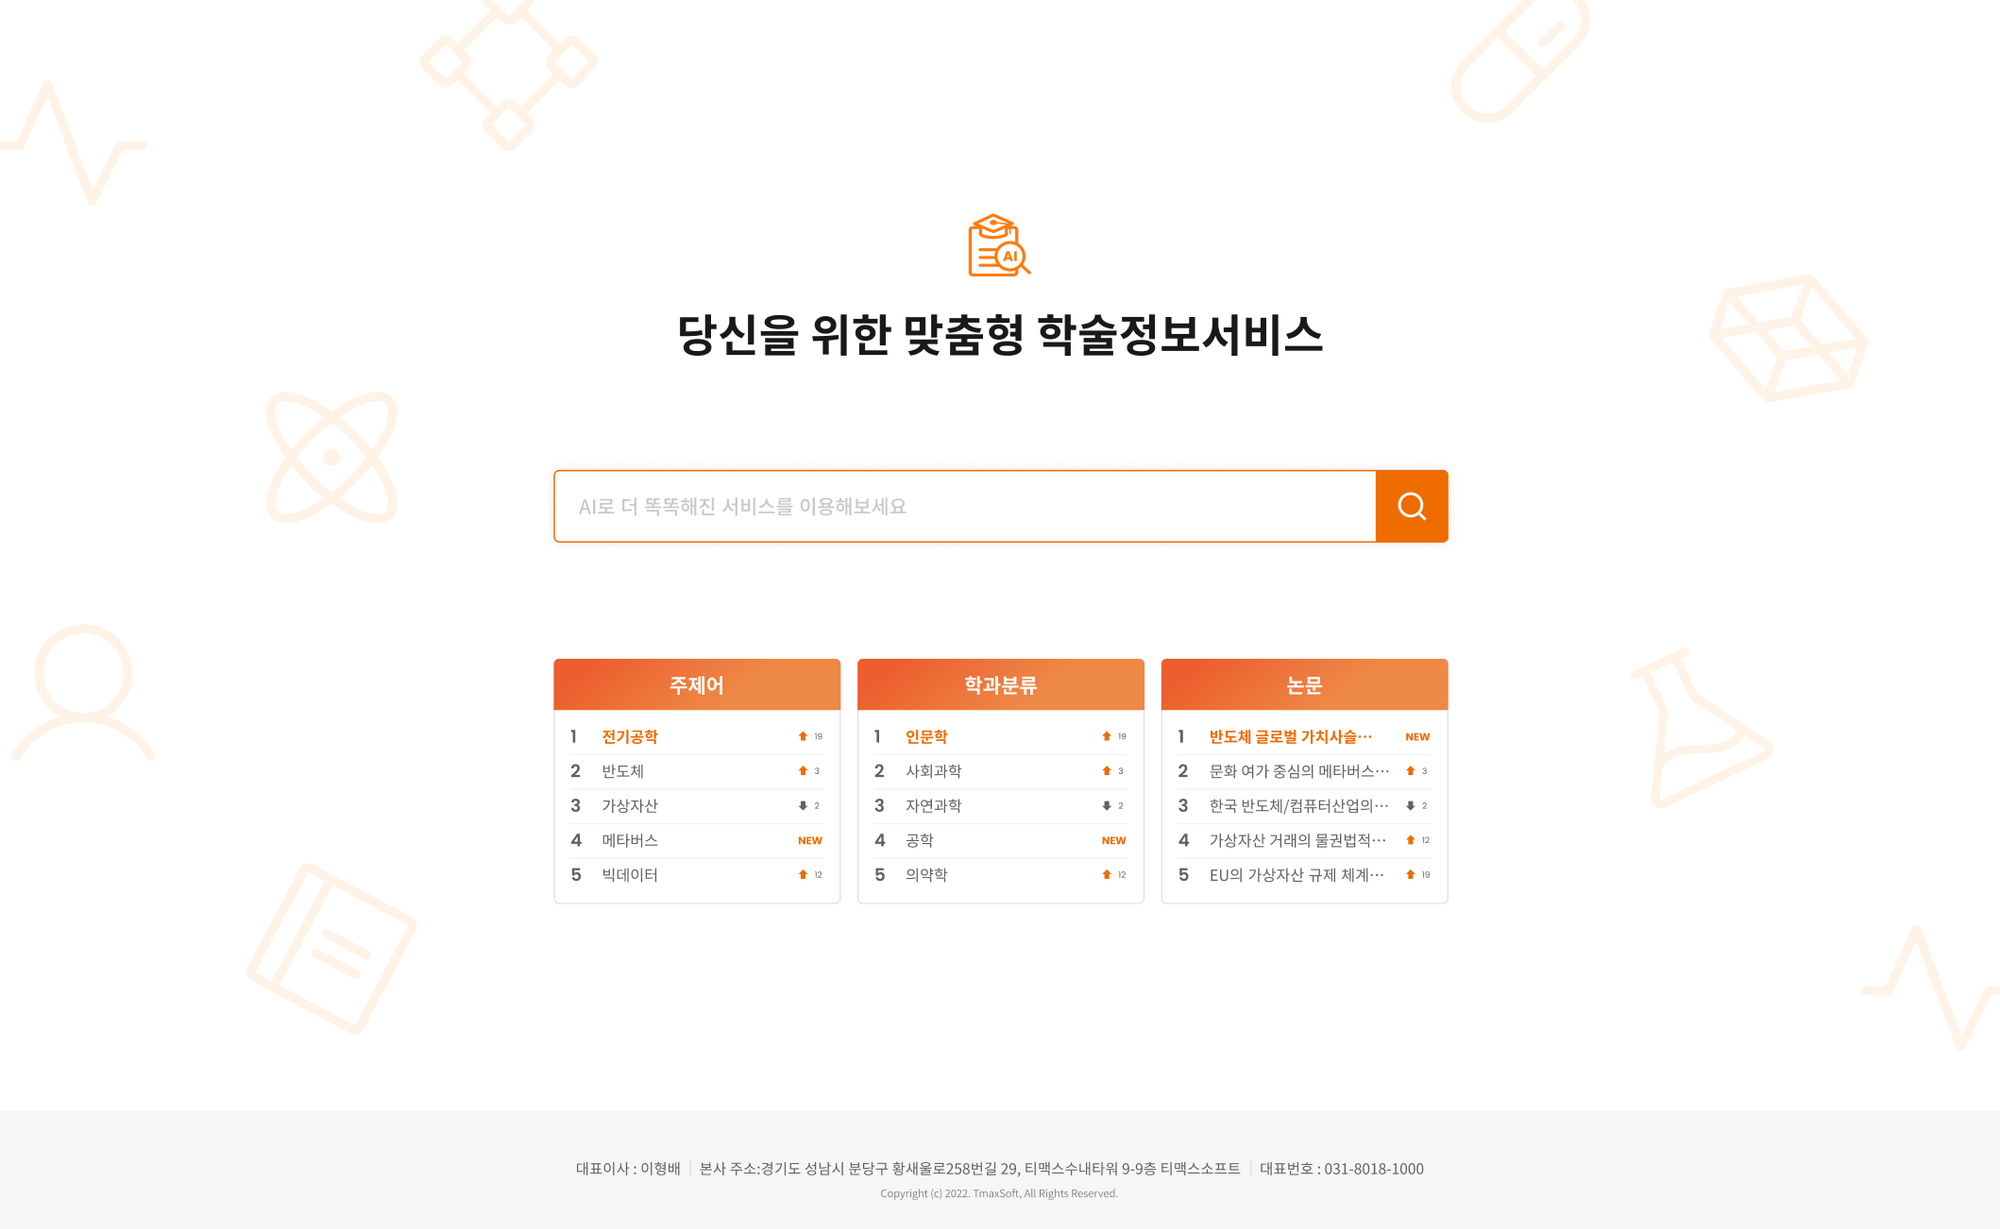 AI
당신을 위한 맞춤형 학술정보서비스
AI로 더 똑똑해진 서비스를 이용해보세요
주제어
1 전기공학 19
2 반도체 3
3 가상자산 2
4 메타버스 NEW
5 빅데이터 12
학과분류
1 인문학 19
2 사회과학 3
3 자연과학 2
4 공학 NEW
5 의약학 12
논문
1 반도체 글로벌 가치사슬… NEW
2 문화 여가 중심의 메타버스… 3
3 한국 반도체/컴퓨터산업의… 2
4 가상자산 거래의 물권법적… 12
5 EU의 가상자산 규제 체계… 19
대표이사 : 이형배 | 본사 주소:경기도 성남시 분당구 황새울로258번길 29, 티맥스수내타워 9-9층 티맥스소프트 | 대표번호 : 031-8018-1000
Copyright (c) 2022. TmaxSoft, All Rights Reserved.